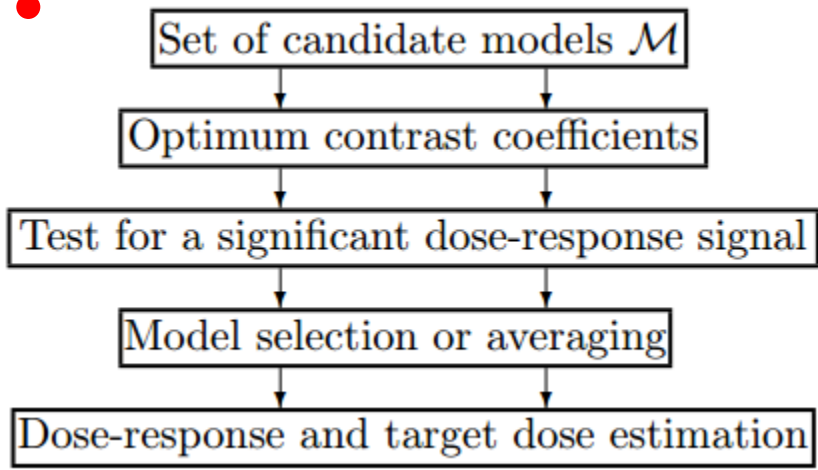 Set of candidate models ℳ
Optimum contrast coefficients
Test for a significant dose-response signal
Model selection or averaging
Dose-response and target dose estimation